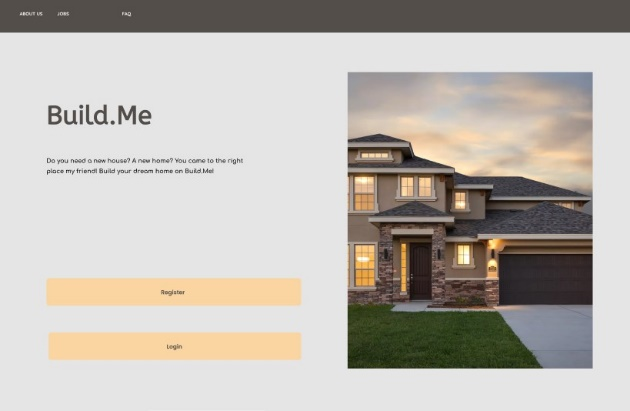 ABOUT US JOBS FAQ
Build.Me
Do you need a new house? A new home? You came to the right
place my friend! Build your dream home on Build.Me!
Register
Login